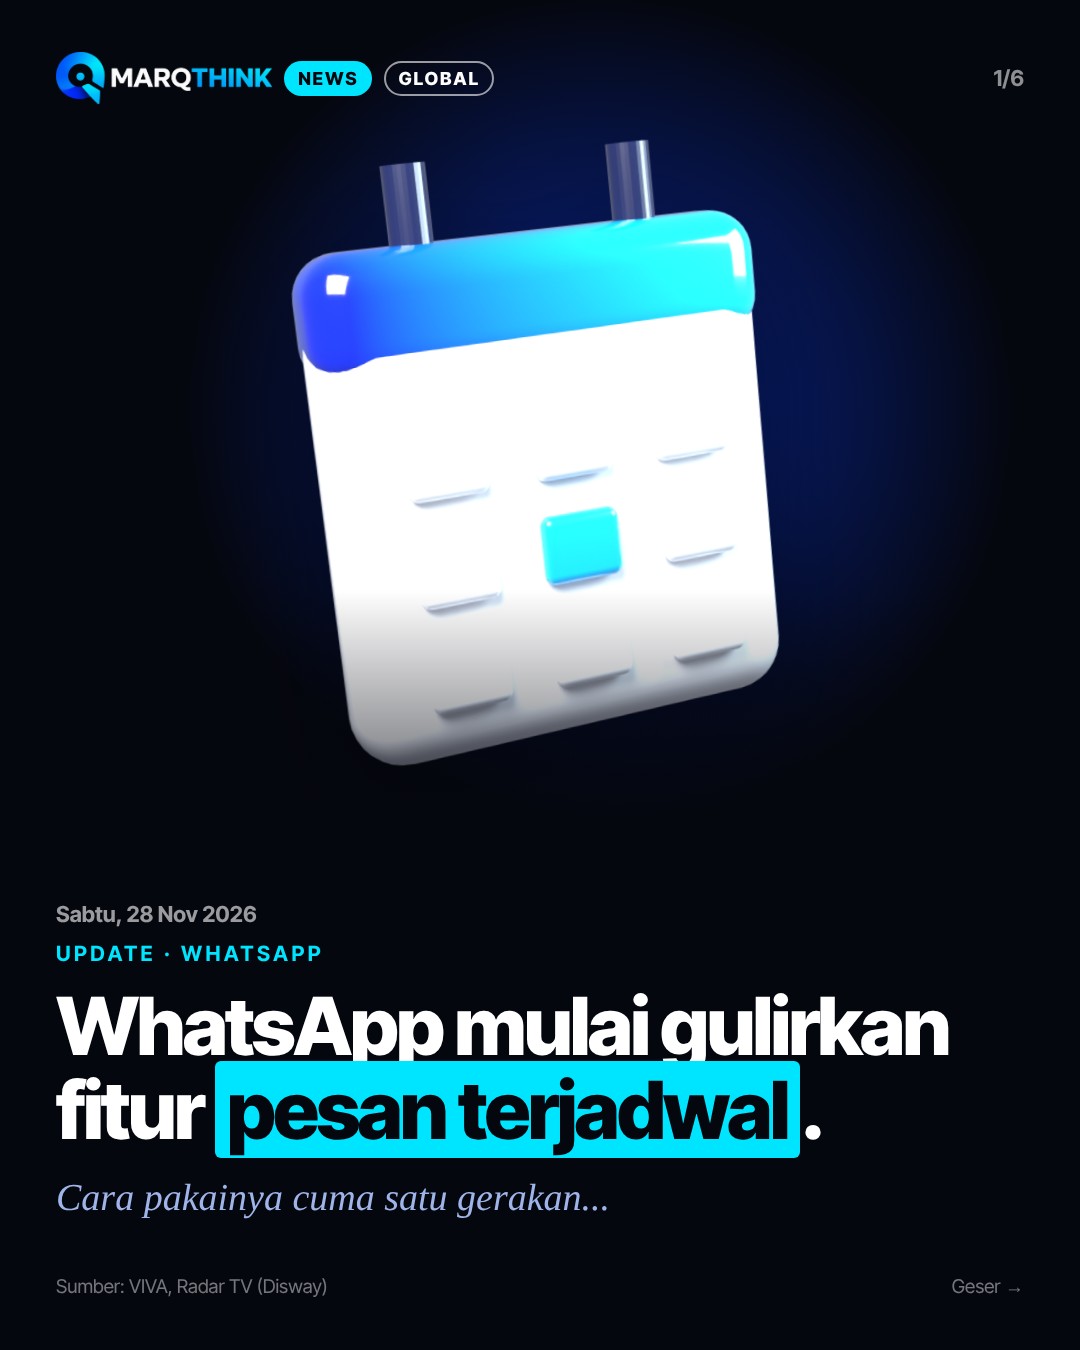 MARQTHINK NEWS GLOBAL 1/6
Sabtu, 28 Nov 2026
UPDATE · WHATSAPP
WhatsApp mulai gulirkan
fitur pesan terjadwal.
Cara pakainya cuma satu gerakan...
Sumber: VIVA, Radar TV (Disway)
Geser →